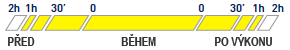 2h 1h 30´ 0 0 30´ 1h 2h
PŘED BĚHEM PO VÝKONU